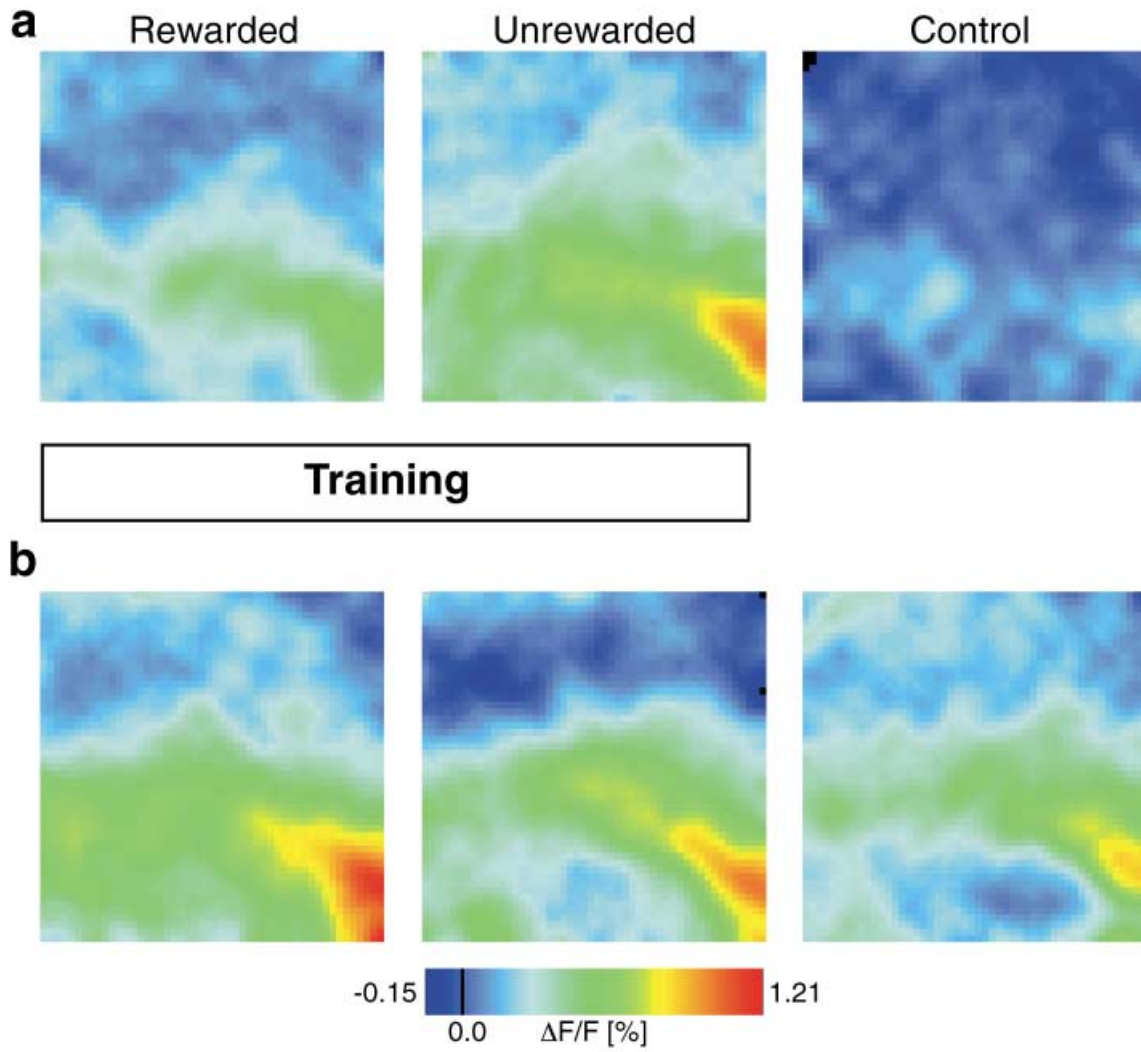 a
Rewarded Unrewarded Control
Training
b
-0.15 1.21
0.0 ΔF/F [%]